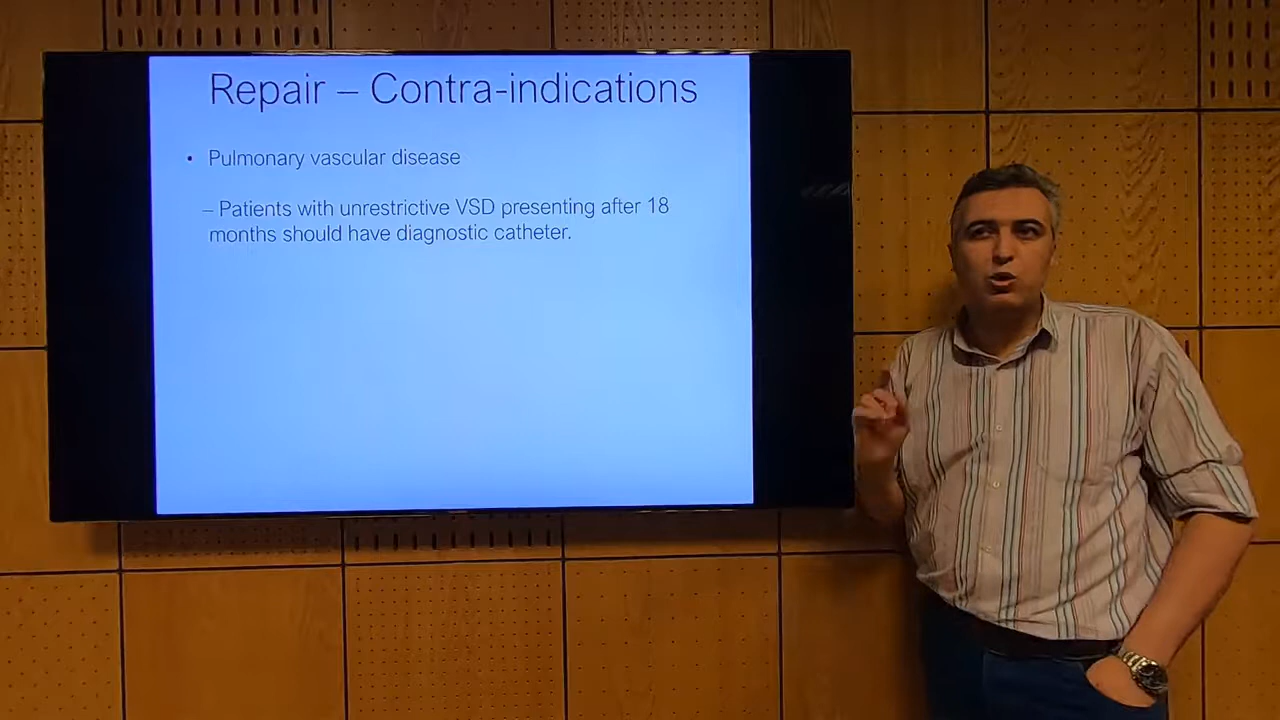 Repair – Contra-indications
• Pulmonary vascular disease
– Patients with unrestrictive VSD presenting after 18
months should have diagnostic catheter.